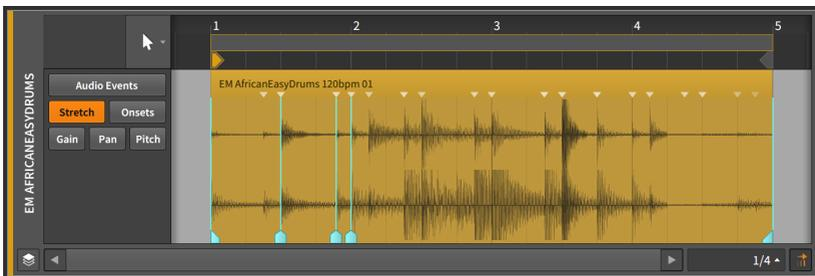 1 2 3 4 5
EM AFRICANEASYDRUMS
EM AfricanEasyDrums 120bpm 01
Audio Events
Stretch Onsets
Gain Pan Pitch
1/4